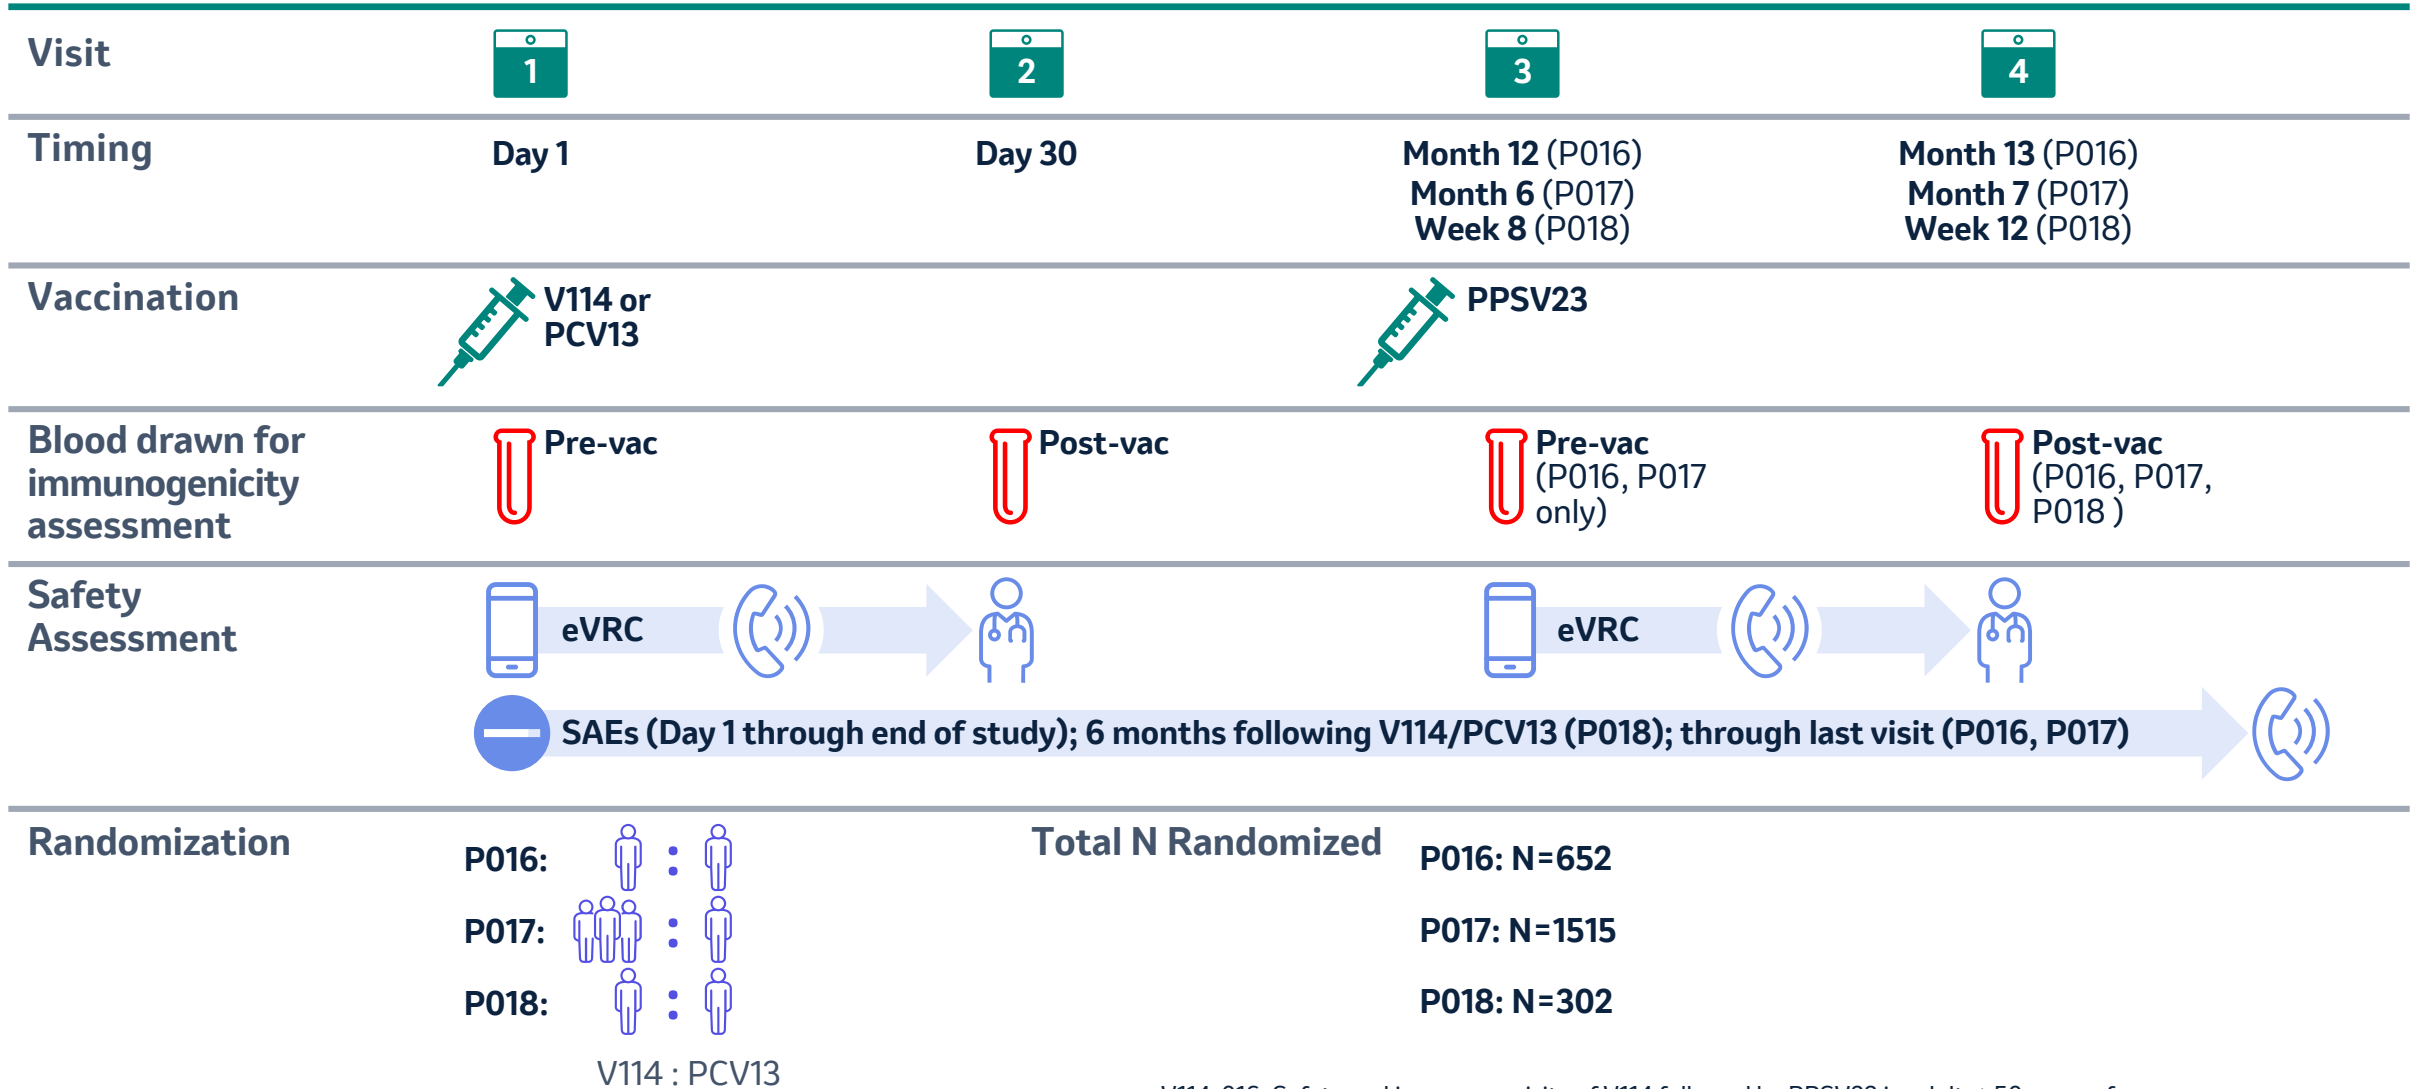 Visit
1
2
3
4
Timing
Day 1
Day 30
Month 12 (P016)
Month 6 (P017)
Week 8 (P018)
Month 13 (P016)
Month 7 (P017)
Week 12 (P018)
Vaccination
V114 or
PCV13
PPSV23
Blood drawn for
immunogenicity
assessment
Pre-vac
Post-vac
Pre-vac
(P016, P017
only)
Post-vac
(P016, P017,
P018 )
Safety
Assessment
eVRC
eVRC
SAEs (Day 1 through end of study); 6 months following V114/PCV13 (P018); through last visit (P016, P017)
Randomization
P016:
:
P017:
:
P018:
:
V114 : PCV13
Total N Randomized
P016: N=652
P017: N=1515
P018: N=302